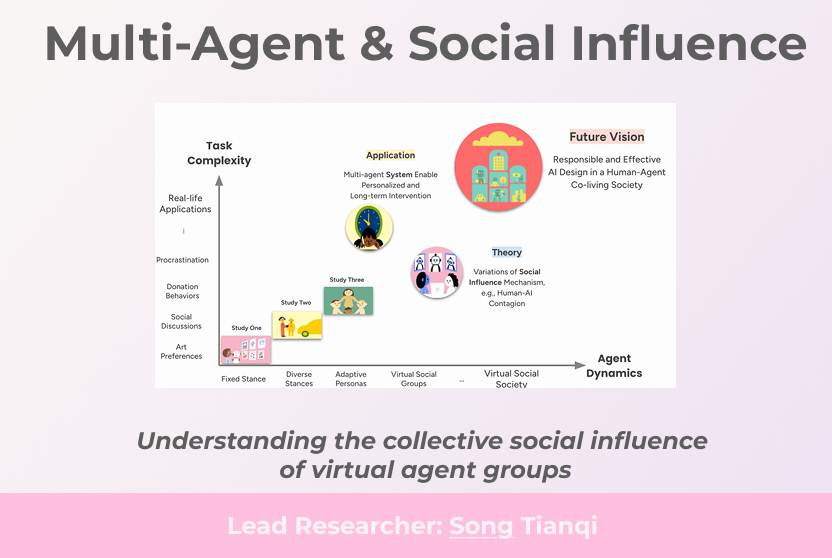 Multi-Agent & Social Influence
Task
Complexity
Real-life
Applications
Procrastination
Donation
Behaviors
Social
Discussions
Art
Preferences
Application
Multi-agent System Enable
Personalized and
Long-term Intervention
Future Vision
Responsible and Effective
AI Design in a Human-Agent
Co-living Society
Theory
Variations of Social
Influence Mechanism,
e.g., Human-AI
Contagion
Study Three
Study Two
Study One
Agent
Dynamics
Fixed Stance
Diverse
Stances
Adaptive
Personas
Virtual Social
Groups
...
Virtual Social
Society
Understanding the collective social influence
of virtual agent groups
Lead Researcher: Song Tianqi